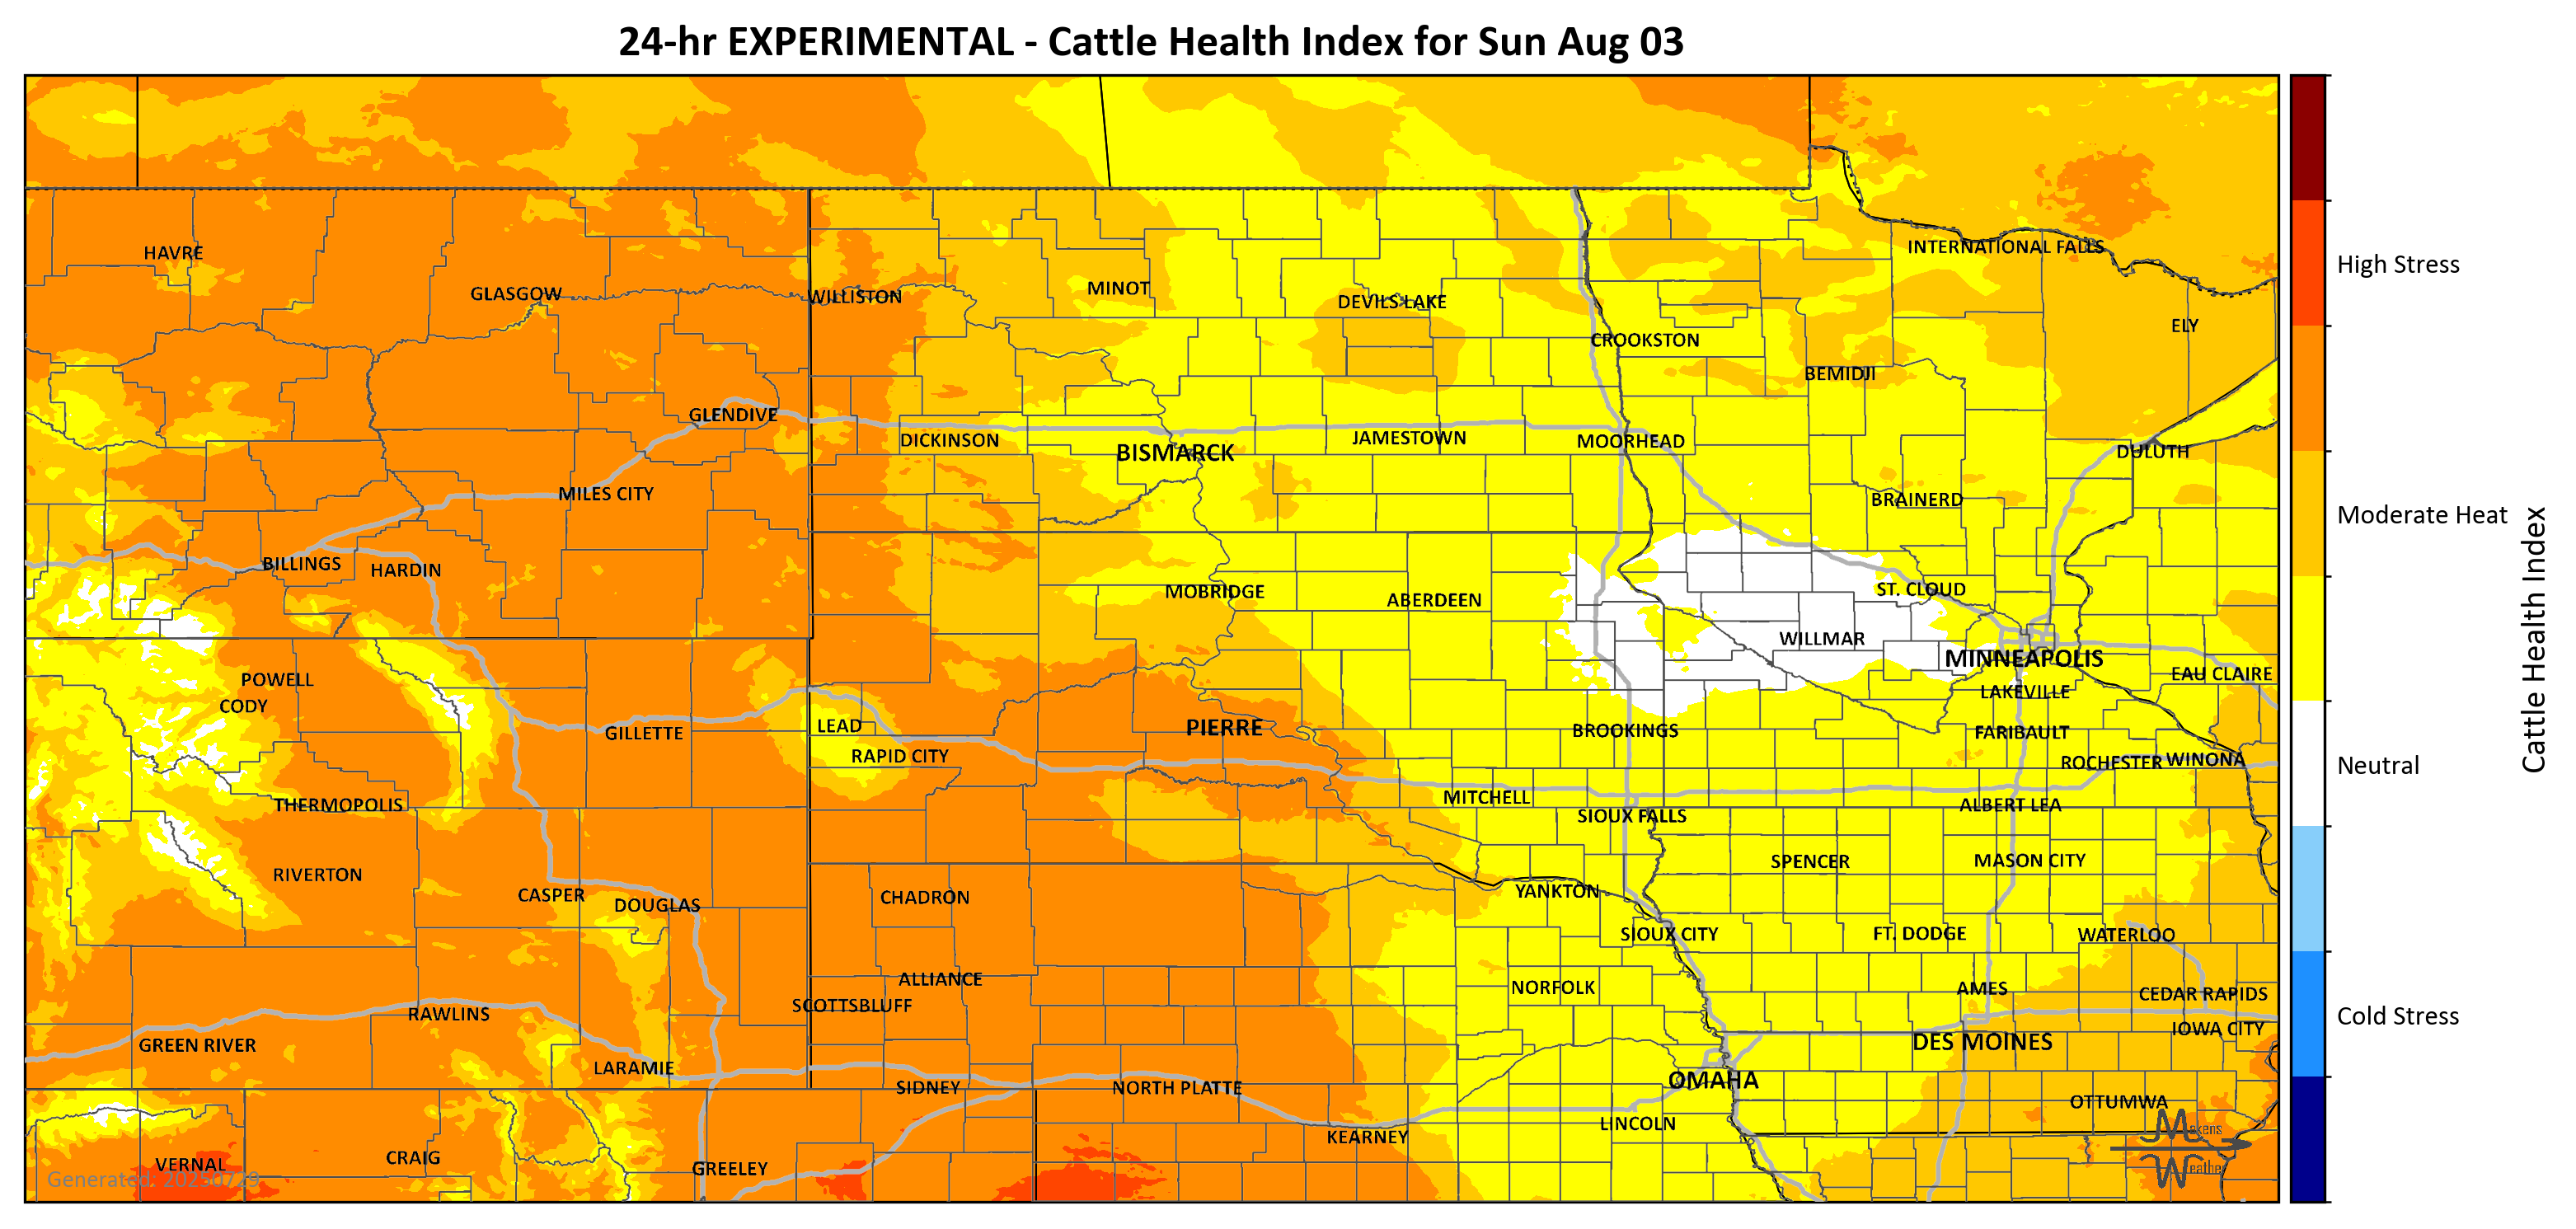 24-hr EXPERIMENTAL - Cattle Health Index for Sun Aug 03
HAVRE
INTERNATIONAL FALLS
High Stress
GLASGOW
WILLISTON
MINOT
DEVILS LAKE
CROOKSTON
ELY
BEMIDJI
GLENDIVE
DICKINSON
BISMARCK
JAMESTOWN
MOORHEAD
DULUTH
MILES CITY
BRAINERD
Moderate Heat
BILLINGS
HARDIN
MOBRIDGE
ABERDEEN
ST. CLOUD
WILLMAR
MINNEAPOLIS
Cattle Health Index
POWELL
EAU CLAIRE
CODY
LAKEVILLE
GILLETTE
LEAD
PIERRE
BROOKINGS
FARIBAULT
RAPID CITY
ROCHESTER
WINONA
Neutral
THERMOPOLIS
MITCHELL
ALBERT LEA
SIOUX FALLS
RIVERTON
SPENCER
MASON CITY
CASPER
DOUGLAS
CHADRON
YANKTON
SIOUX CITY
FT. DODGE
WATERLOO
ALLIANCE
NORFOLK
AMES
CEDAR RAPIDS
SCOTTSBLUFF
RAWLINS
Cold Stress
GREEN RIVER
DES MOINES
IOWA CITY
LARAMIE
SIDNEY
NORTH PLATTE
OMAHA
OTTUMWA
LINCOLN
KEARNEY
Makens
Weather
VERNAL
CRAIG
GREELEY
Generated: 20250729